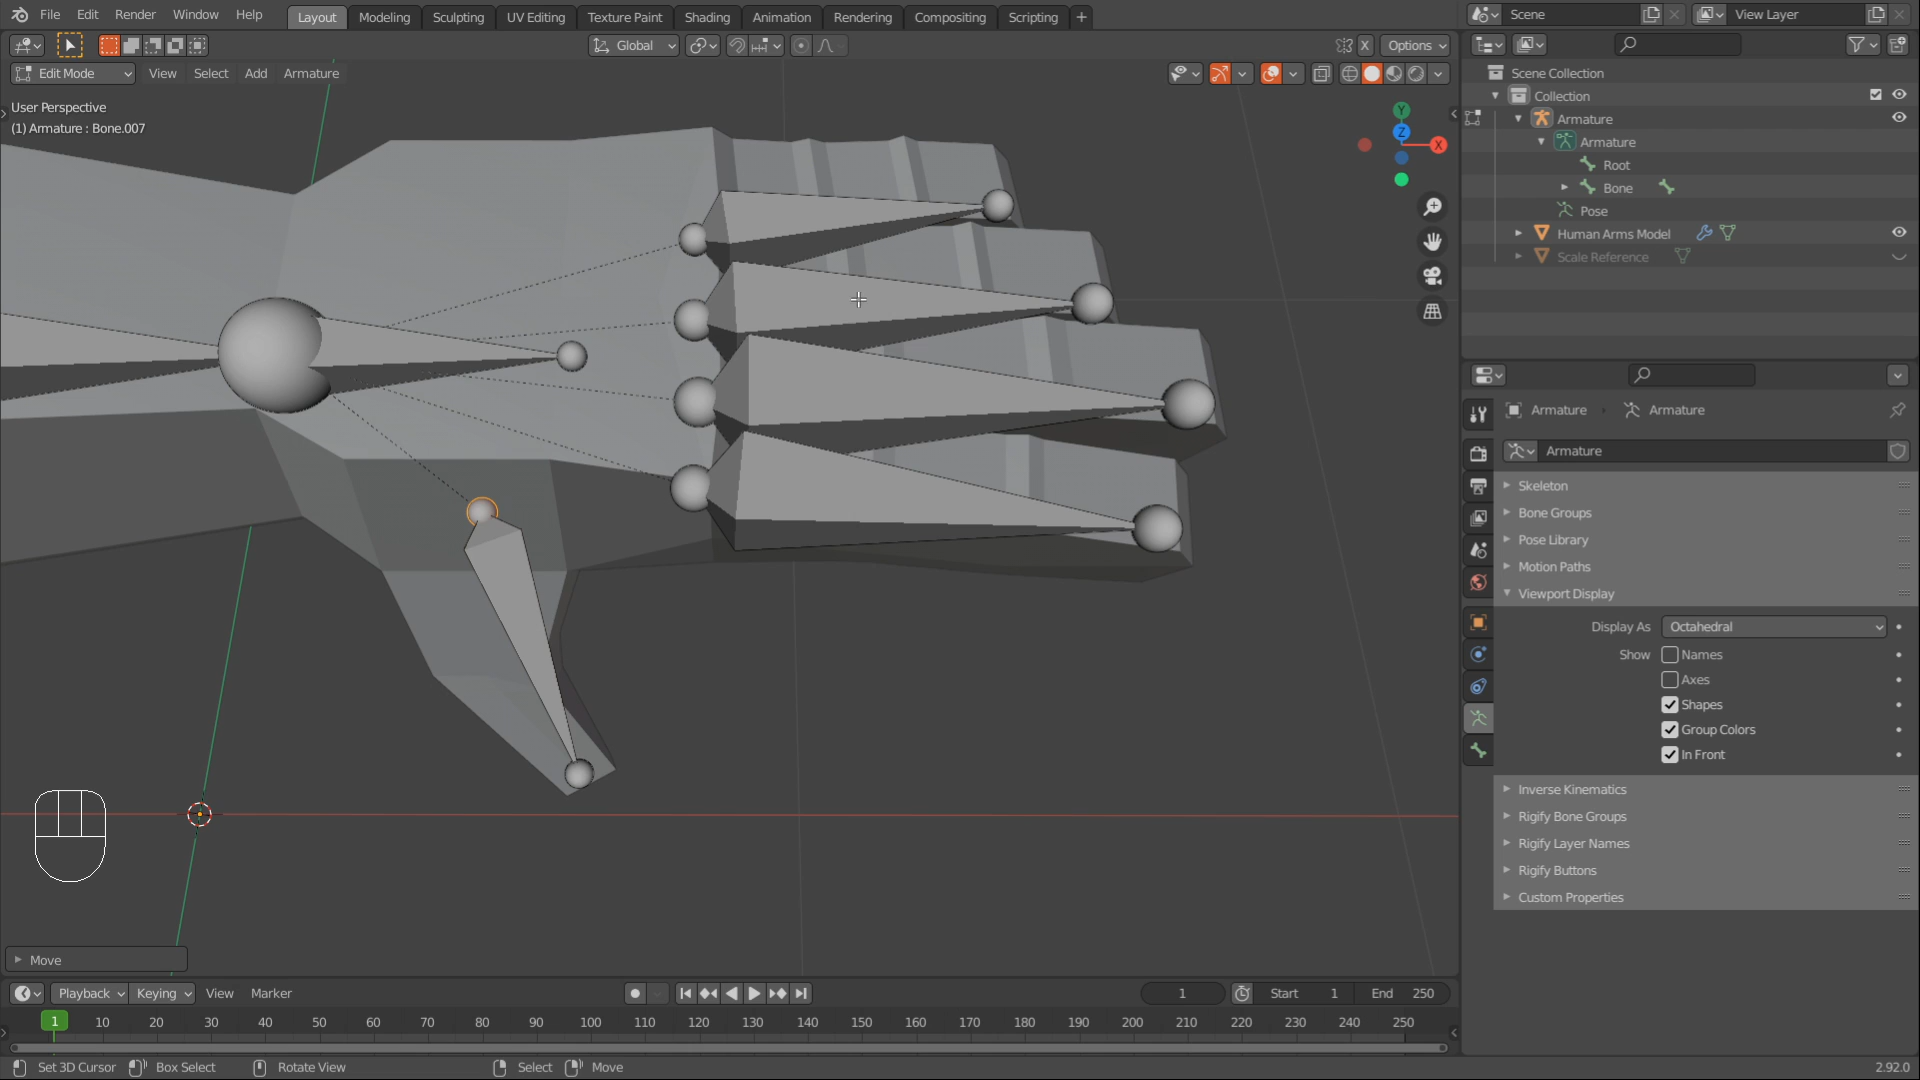 File Edit Render Window Help Layout Modeling Sculpting UV Editing Texture Paint Shading Animation Rendering Compositing Scripting + Scene View Layer
Global X Options
Edit Mode View Select Add Armature
User Perspective
(1) Armature : Bone.007
Y
Z
X
Scene Collection
Collection
Armature
Armature
Root
Bone
Pose
Human Arms Model
Scale Reference
Armature Armature
Armature
Skeleton
Bone Groups
Pose Library
Motion Paths
Viewport Display
Display As Octahedral
Show Names
Axes
Shapes
Group Colors
In Front
Inverse Kinematics
Rigify Bone Groups
Rigify Layer Names
Rigify Buttons
Custom Properties
Move
Playback Keying View Marker 1 Start 1 End 250
1 10 20 30 40 50 60 70 80 90 100 110 120 130 140 150 160 170 180 190 200 210 220 230 240 250
Set 3D Cursor Box Select Rotate View Select Move 2.92.0